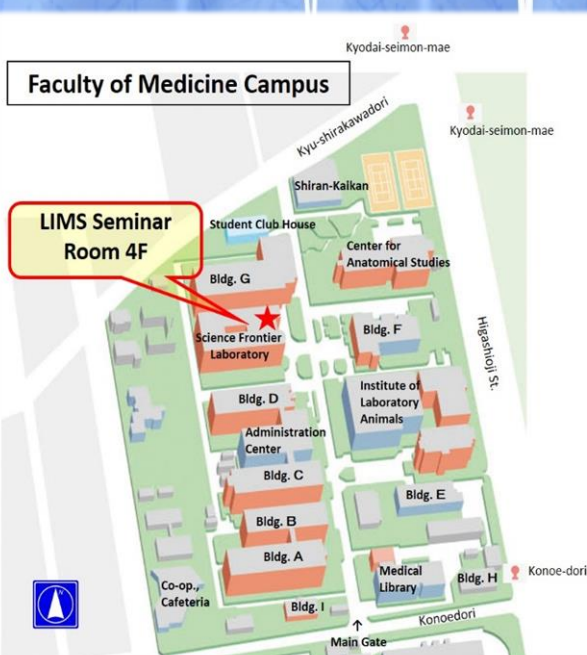 Kyodai-seimon-mae
Faculty of Medicine Campus
Kyu-shirakawadori
Kyodai-seimon-mae
Shiran-Kaikan
LIMS Seminar
Room 4F
Student Club House
Center for
Anatomical Studies
Bldg. G
Higashioji St.
Science Frontier
Laboratory
Bldg. F
Institute of
Laboratory
Animals
Bldg. D
Administration
Center
Bldg. C
Bldg. E
Bldg. B
Bldg. A
Medical
Library
Bldg. H
Konoe-dori
Co-op.,
Cafeteria
Bldg. I
Konoedori
↑
Main Gate
N